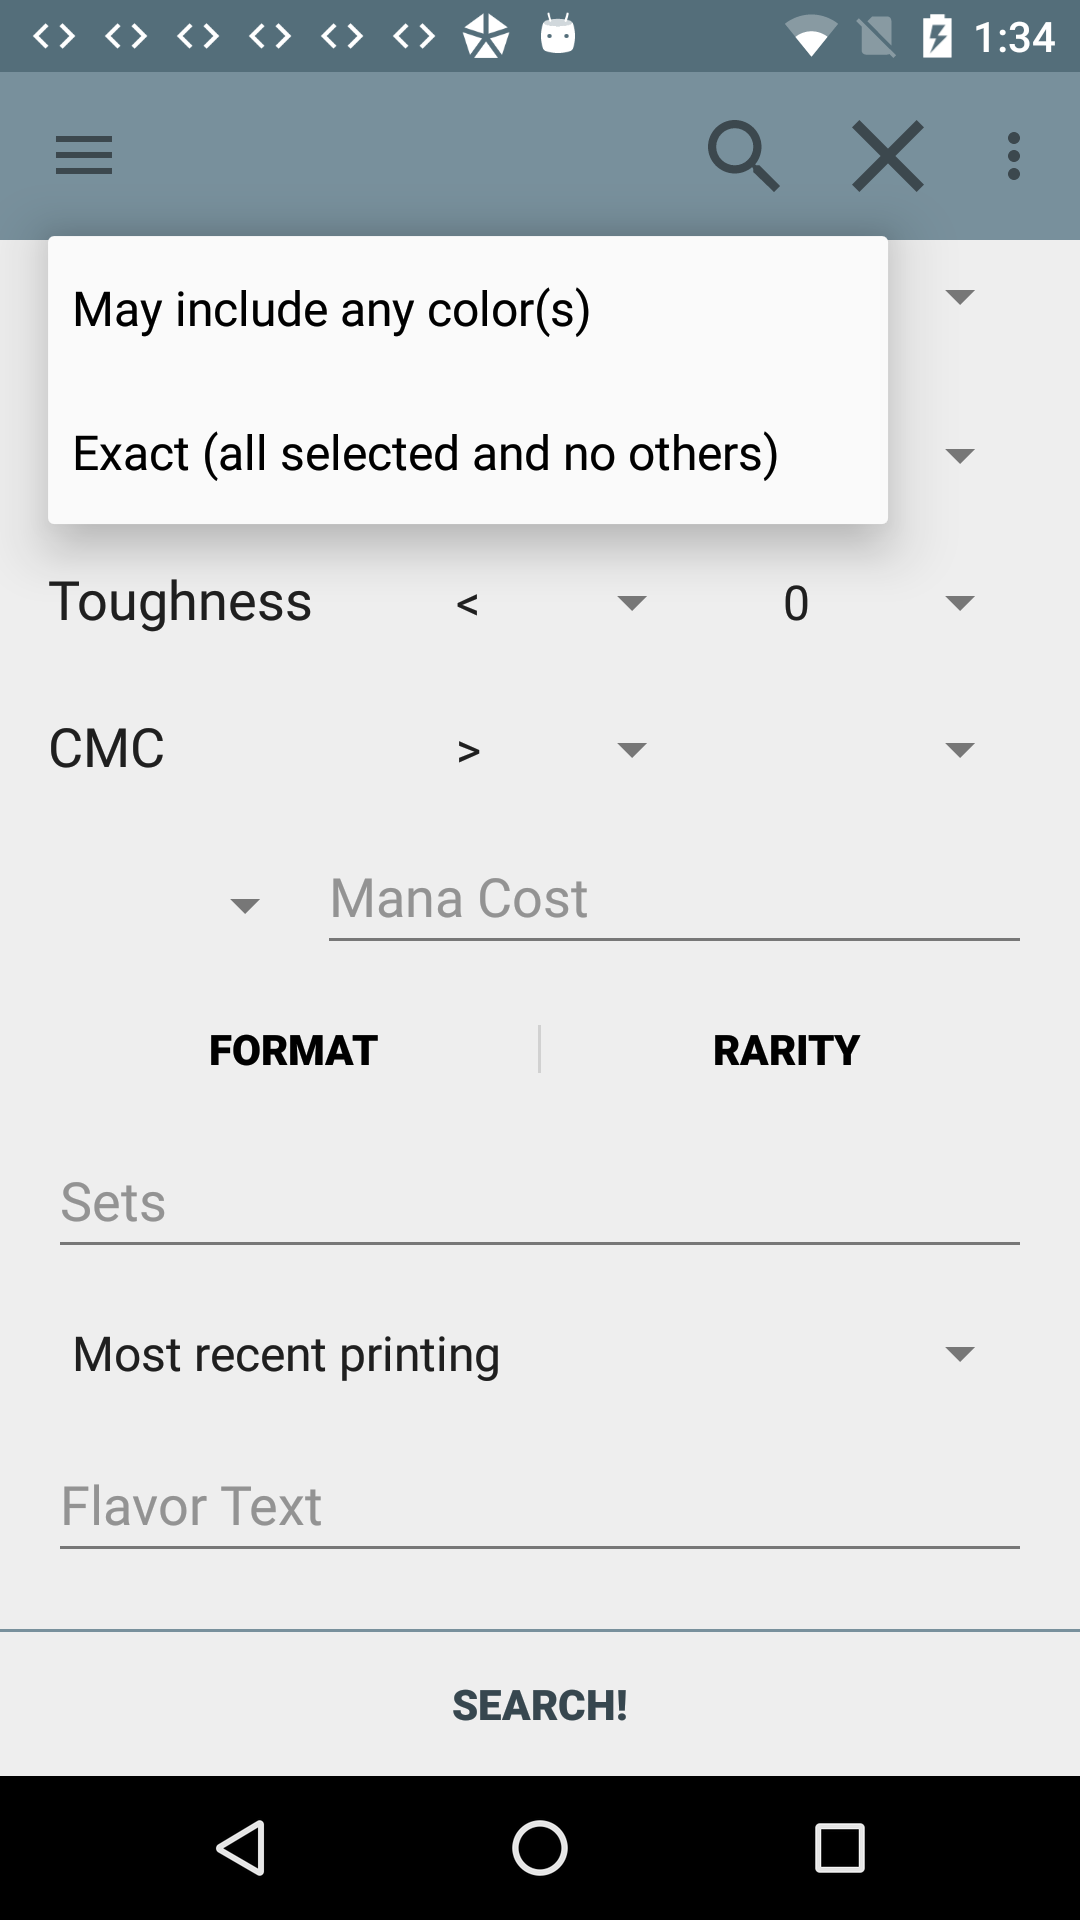 1:34
May include any color(s)
Exact (all selected and no others)
Toughness < 0
CMC >
Mana Cost
FORMAT RARITY
Sets
Most recent printing
Flavor Text
SEARCH!